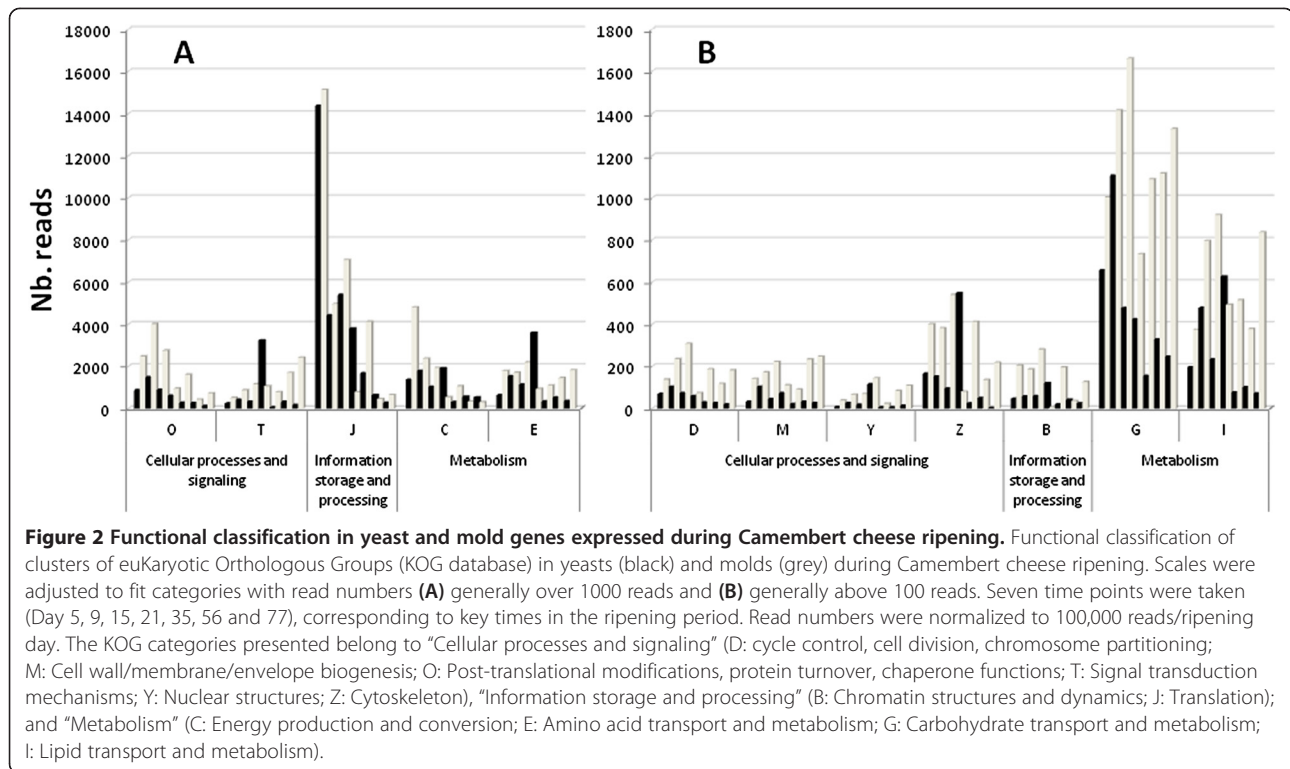 A
B
Nb. reads
18000
16000
14000
12000
10000
8000
6000
4000
2000
0
O T J C E
Cellular processes and signaling
Information storage and processing
Metabolism
1800
1600
1400
1200
1000
800
600
400
200
0
D M Y Z B G I
Cellular processes and signaling
Information storage and processing
Metabolism
Figure 2 Functional classification in yeast and mold genes expressed during Camembert cheese ripening. Functional classification of
clusters of euKaryotic Orthologous Groups (KOG database) in yeasts (black) and molds (grey) during Camembert cheese ripening. Scales were
adjusted to fit categories with read numbers (A) generally over 1000 reads and (B) generally above 100 reads. Seven time points were taken
(Day 5, 9, 15, 21, 35, 56 and 77), corresponding to key times in the ripening period. Read numbers were normalized to 100,000 reads/ripening
day. The KOG categories presented belong to “Cellular processes and signaling” (D: cycle control, cell division, chromosome partitioning;
M: Cell wall/membrane/envelope biogenesis; O: Post-translational modifications, protein turnover, chaperone functions; T: Signal transduction
mechanisms; Y: Nuclear structures; Z: Cytoskeleton), “Information storage and processing” (B: Chromatin structures and dynamics; J: Translation);
and “Metabolism” (C: Energy production and conversion; E: Amino acid transport and metabolism; G: Carbohydrate transport and metabolism;
I: Lipid transport and metabolism).